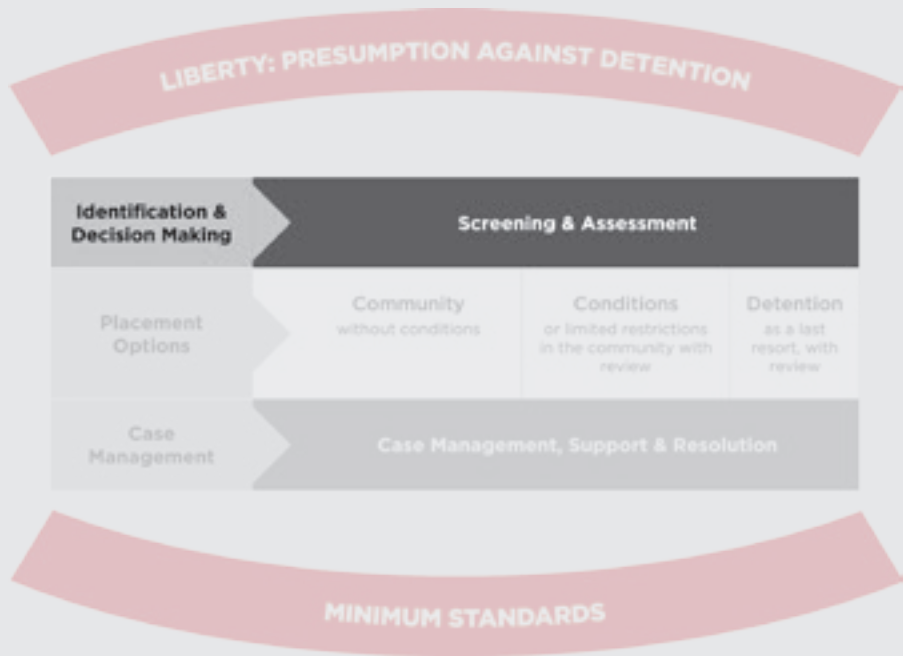 LIBERTY: PRESUMPTION AGAINST DETENTION
Identification &
Decision Making
Screening & Assessment
Placement
Options
Community
without conditions
Conditions
or limited restrictions
in the community with
review
Detention
as a last
resort, with
review
Case
Management
Case Management, Support & Resolution
MINIMUM STANDARDS